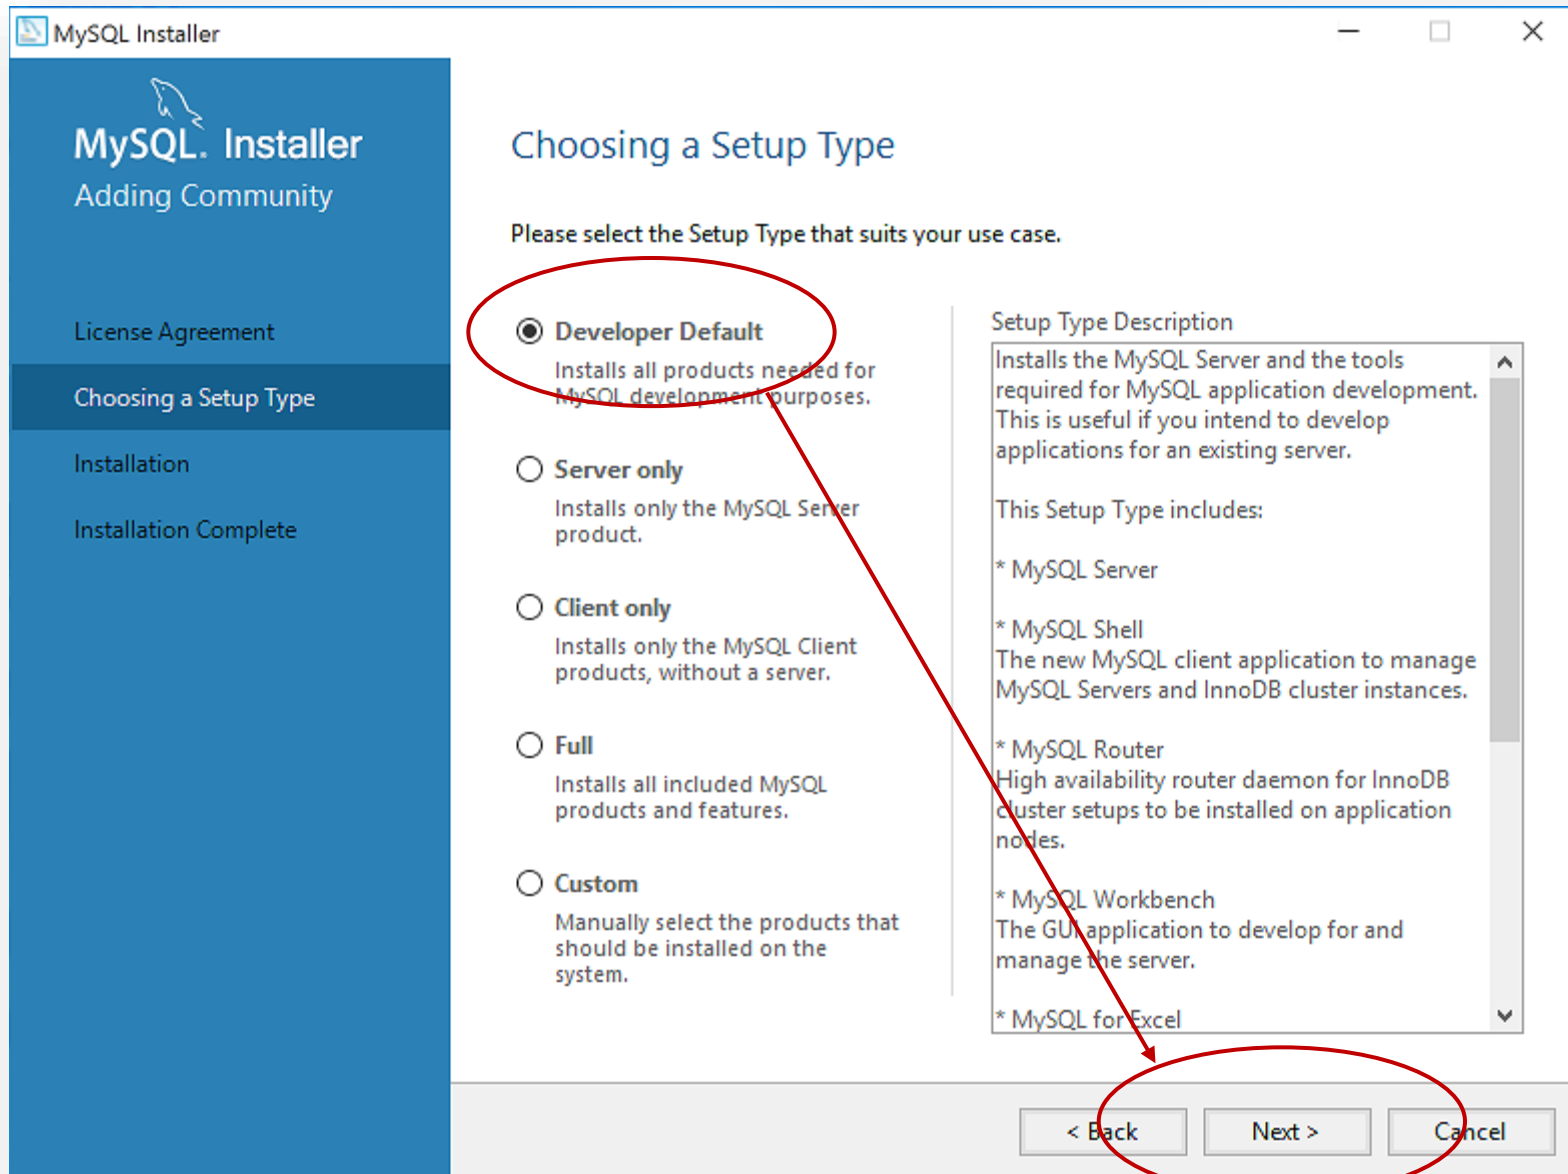 MySQL Installer
MySQL. Installer
Adding Community
License Agreement
Choosing a Setup Type
Installation
Installation Complete
Choosing a Setup Type
Please select the Setup Type that suits your use case.
Developer Default
Installs all products needed for
MySQL development purposes.
Server only
Installs only the MySQL Server
product.
Client only
Installs only the MySQL Client
products, without a server.
Full
Installs all included MySQL
products and features.
Custom
Manually select the products that
should be installed on the
system.
Setup Type Description
Installs the MySQL Server and the tools
required for MySQL application development.
This is useful if you intend to develop
applications for an existing server.
This Setup Type includes:
* MySQL Server
* MySQL Shell
The new MySQL client application to manage
MySQL Servers and InnoDB cluster instances.
* MySQL Router
High availability router daemon for InnoDB
cluster setups to be installed on application
nodes.
* MySQL Workbench
The GUI application to develop for and
manage the server.
* MySQL for Excel
< Back
Next >
Cancel